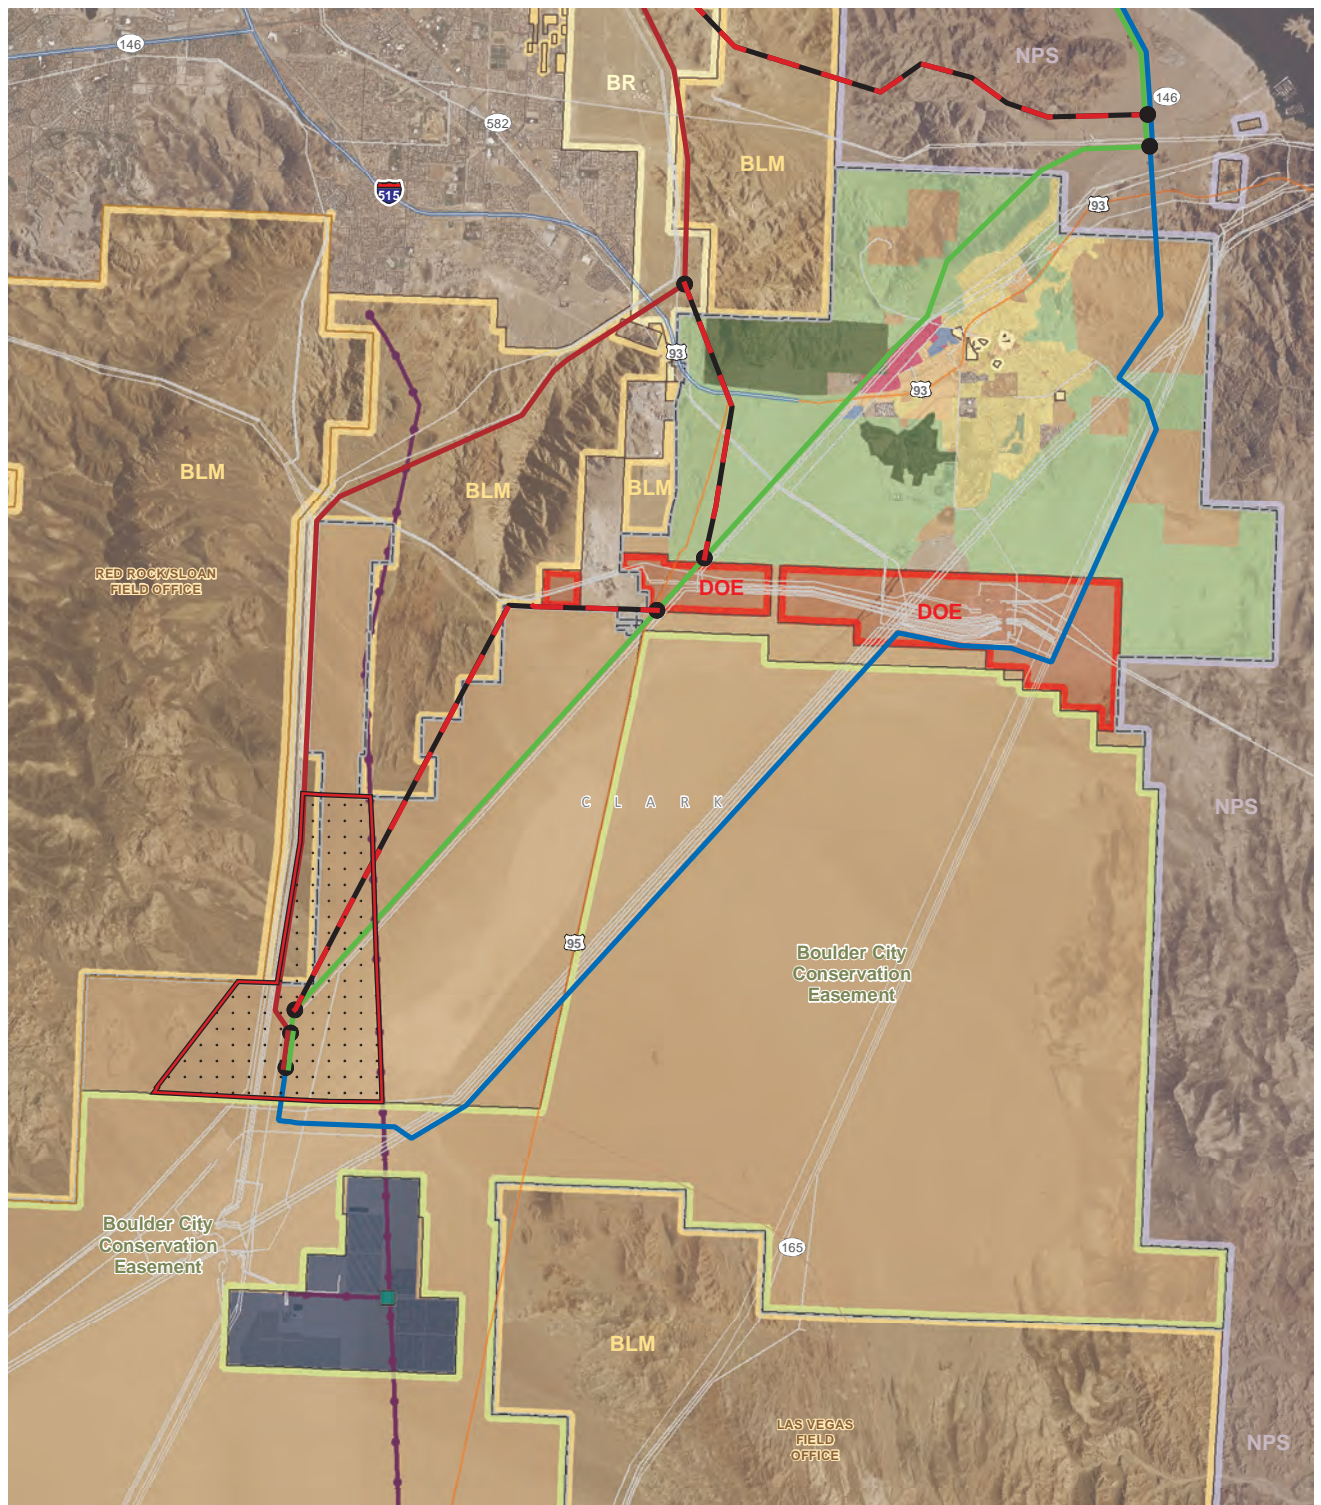 146
NPS
BR
146
582
BLM
515
93
93
93
BLM
BLM
BLM
RED ROCK/SLOAN
FIELD OFFICE
DOE
DOE
C L A R K
NPS
95
Boulder City
Conservation
Easement
Boulder City
Conservation
Easement
165
BLM
LAS VEGAS
FIELD
OFFICE
NPS